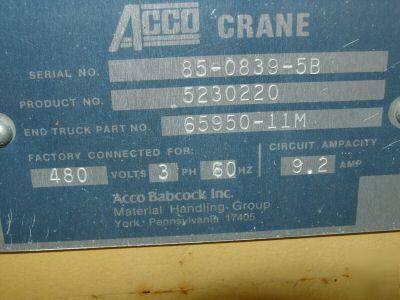 ACCO CRANE
SERIAL NO. 85-0839-5B
PRODUCT NO. 5230220
END TRUCK PART NO. 65950-11M
FACTORY CONNECTED FOR: CIRCUIT AMPACITY
480 VOLTS 3 PH 60 HZ 9.2 AMP
Acco Babcock Inc.
Material Handling Group
York, Pennsylvania 17405